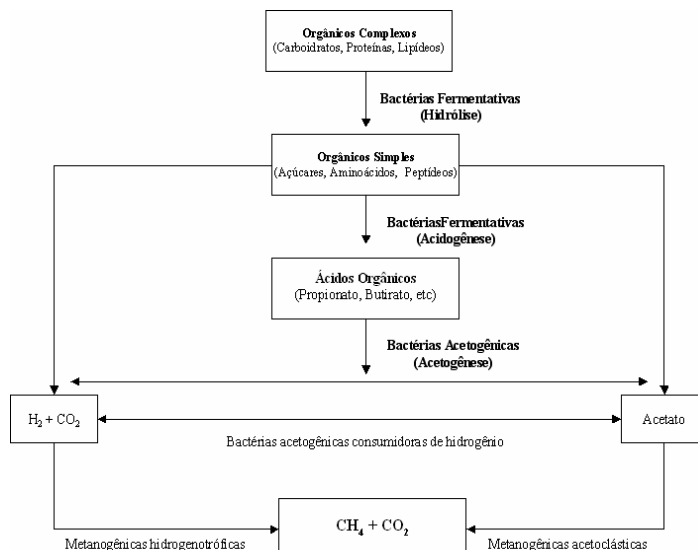 Orgânicos Complexos
(Carboidratos, Proteínas, Lipídeos)
Bactérias Fermentativas
(Hidrólise)
Orgânicos Simples
(Açúcares, Aminoácidos, Peptídeos)
BactériasFermentativas
(Acidogênese)
Ácidos Orgânicos
(Propionato, Butirato, etc)
Bactérias Acetogênicas
(Acetogênese)
H₂ + CO₂
Acetato
Bactérias acetogênicas consumidoras de hidrogênio
CH₄ + CO₂
Metanogênicas hidrogenotróficas
Metanogênicas acetoclásticas